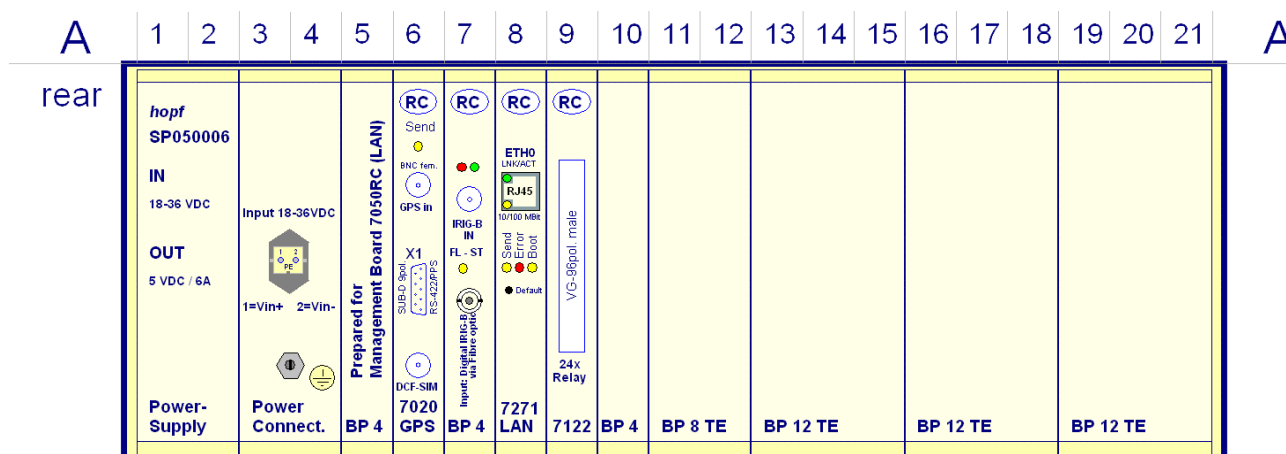 A 1 2 3 4 5 6 7 8 9 10 11 12 13 14 15 16 17 18 19 20 21 A
rear
hopf
SP050006
IN
18-36 VDC
OUT
5 VDC / 6A
Power-
Supply
Input 18-36VDC
1 2
PE
1=Vin+ 2=Vin-
Power
Connect.
Prepared for
Management Board 7050RC (LAN)
BP 4
RC
Send
BNC fem.
GPS in
X1
SUB-D 9pol.
RS-422/PPS
DCF-SIM
7020
GPS
RC
IRIG-B
IN
FL - ST
Input: Digital IRIG-B
via Fibre optic
BP 4
RC
ETH0
LNK/ACT
RJ45
10/100 MBit
Send
Error
Boot
Default
7271
LAN
RC
VG-96pol. male
24x
Relay
7122
BP 4
BP 8 TE
BP 12 TE
BP 12 TE
BP 12 TE